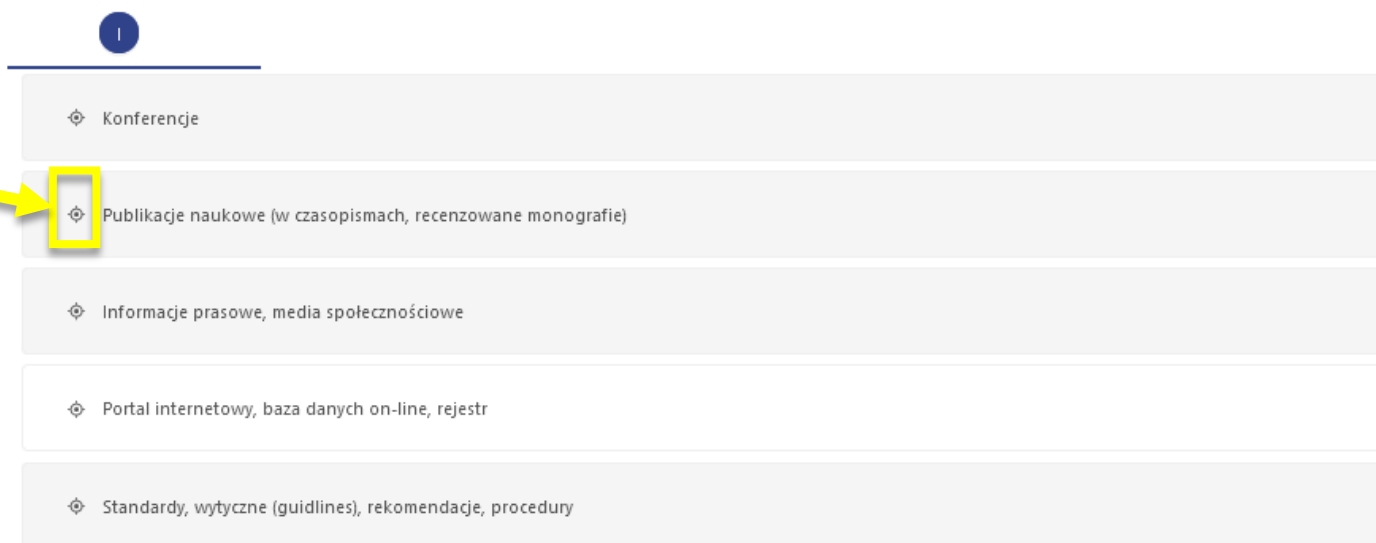 I
Konferencje
Publikacje naukowe (w czasopismach, recenzowane monografie)
Informacje prasowe, media społecznościowe
Portal internetowy, baza danych on-line, rejestr
Standardy, wytyczne (guidlines), rekomendacje, procedury